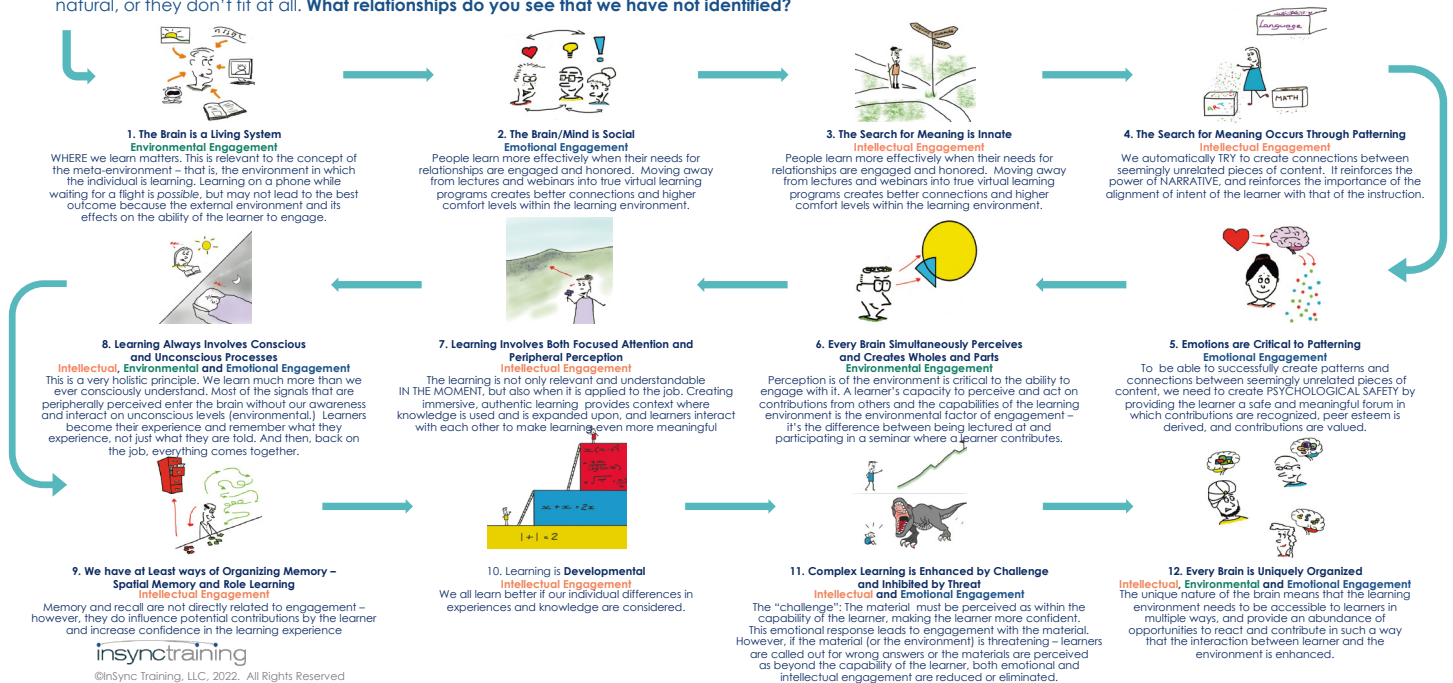 natural, or they don't fit at all. What relationships do you see that we have not identified?
Language
ART
MATH
1. The Brain is a Living System
Environmental Engagement
WHERE we learn matters. This is relevant to the concept of
the meta-environment – that is, the environment in which
the individual is learning. Learning on a phone while
waiting for a flight is possible, but may not lead to the best
outcome because the external environment and its
effects on the ability of the learner to engage.
2. The Brain/Mind is Social
Emotional Engagement
People learn more effectively when their needs for
relationships are engaged and honored. Moving away
from lectures and webinars into true virtual learning
programs creates better connections and higher
comfort levels within the learning environment.
3. The Search for Meaning is Innate
Intellectual Engagement
People learn more effectively when their needs for
relationships are engaged and honored. Moving away
from lectures and webinars into true virtual learning
programs creates better connections and higher
comfort levels within the learning environment.
4. The Search for Meaning Occurs Through Patterning
Intellectual Engagement
We automatically TRY to create connections between
seemingly unrelated pieces of content. It reinforces the
power of NARRATIVE, and reinforces the importance of the
alignment of intent of the learner with that of the instruction.
8. Learning Always Involves Conscious
and Unconscious Processes
Intellectual, Environmental and Emotional Engagement
This is a very holistic principle. We learn much more than we
ever consciously understand. Most of the signals that are
peripherally perceived enter the brain without our awareness
and interact on unconscious levels (environmental.) Learners
become their experience and remember what they
experience, not just what they are told. And then, back on
the job, everything comes together.
7. Learning Involves Both Focused Attention and
Peripheral Perception
Intellectual Engagement
The learning is not only relevant and understandable
IN THE MOMENT, but also when it is applied to the job. Creating
immersive, authentic learning provides context where
knowledge is used and is expanded upon, and learners interact
with each other to make learning even more meaningful
6. Every Brain Simultaneously Perceives
and Creates Wholes and Parts
Environmental Engagement
Perception is of the environment is critical to the ability to
engage with it. A learner's capacity to perceive and act on
contributions from others and the capabilities of the learning
environment is the environmental factor of engagement –
it's the difference between being lectured at and
participating in a seminar where a learner contributes.
5. Emotions are Critical to Patterning
Emotional Engagement
To be able to successfully create patterns and
connections between seemingly unrelated pieces of
content, we need to create PSYCHOLOGICAL SAFETY by
providing the learner a safe and meaningful forum in
which contributions are recognized, peer esteem is
derived, and contributions are valued.
x + x = 2x
1 + 1 = 2
9. We have at Least ways of Organizing Memory –
Spatial Memory and Role Learning
Intellectual Engagement
Memory and recall are not directly related to engagement –
however, they do influence potential contributions by the learner
and increase confidence in the learning experience
10. Learning is Developmental
Intellectual Engagement
We all learn better if our individual differences in
experiences and knowledge are considered.
11. Complex Learning is Enhanced by Challenge
and Inhibited by Threat
Intellectual and Emotional Engagement
The "challenge": The material must be perceived as within the
capability of the learner, making the learner more confident.
This emotional response leads to engagement with the material.
However, if the material (or the environment) is threatening – learners
are called out for wrong answers or the materials are perceived
as beyond the capability of the learner, both emotional and
intellectual engagement are reduced or eliminated.
12. Every Brain is Uniquely Organized
Intellectual, Environmental and Emotional Engagement
The unique nature of the brain means that the learning
environment needs to be accessible to learners in
multiple ways, and provide an abundance of
opportunities to react and contribute in such a way
that the interaction between learner and the
environment is enhanced.
insynctraining
©InSync Training, LLC, 2022. All Rights Reserved